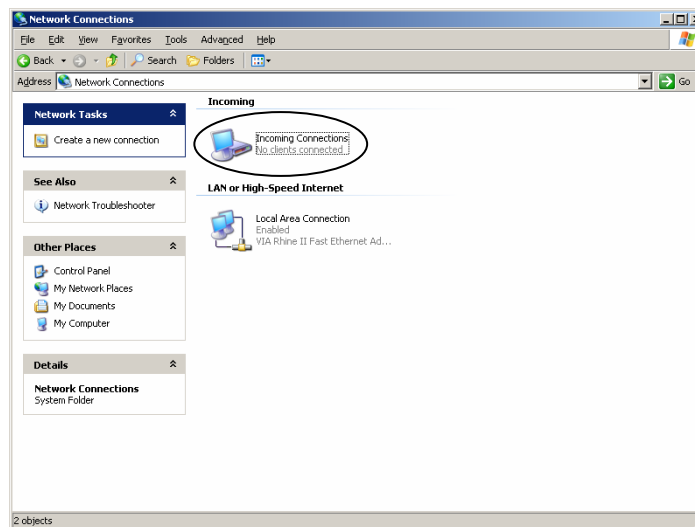 Network Connections
File Edit View Favorites Tools Advanced Help
Back Search Folders
Address Network Connections Go
Network Tasks
Create a new connection
See Also
Network Troubleshooter
Other Places
Control Panel
My Network Places
My Documents
My Computer
Details
Network Connections
System Folder
Incoming
Incoming Connections
No clients connected
LAN or High-Speed Internet
Local Area Connection
Enabled
VIA Rhine II Fast Ethernet Ad...
2 objects